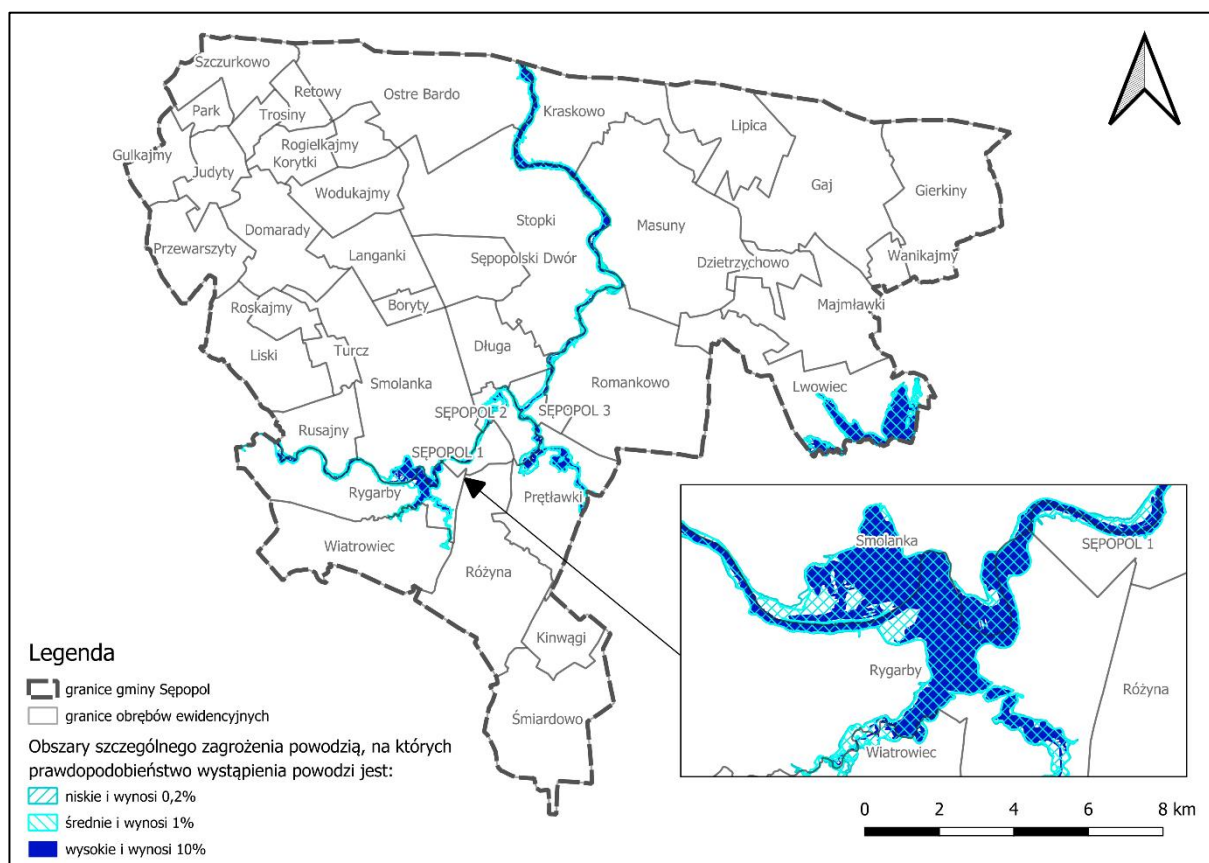 Szczurkowo
Park
Retowy
Trosiny
Ostre Bardo
Kraskowo
Lipica
Gulkajmy
Judyty
Rogielkajmy
Korytki
Wodukajmy
Gaj
Gierkiny
Stopki
Masuny
Przewarszyty
Domarady
Langanki
Sępopolski Dwór
Dzietrzychowo
Wanikajmy
Roskajmy
Boryty
Majmławki
Liski
Turcz
Długa
Smolanka
Romankowo
Lwowiec
SĘPOPOL 2
SĘPOPOL 3
Rusajny
SĘPOPOL 1
Rygarby
Prętławki
Wiatrowiec
Różyna
Kinwągi
Śmiardowo
Smolanka
SĘPOPOL 1
Rygarby
Różyna
Wiatrowiec
Legenda
granice gminy Sępopol
granice obrębów ewidencyjnych
Obszary szczególnego zagrożenia powodzią, na których
prawdopodobieństwo wystąpienia powodzi jest:
niskie i wynosi 0,2%
średnie i wynosi 1%
wysokie i wynosi 10%
0 2 4 6 8 km